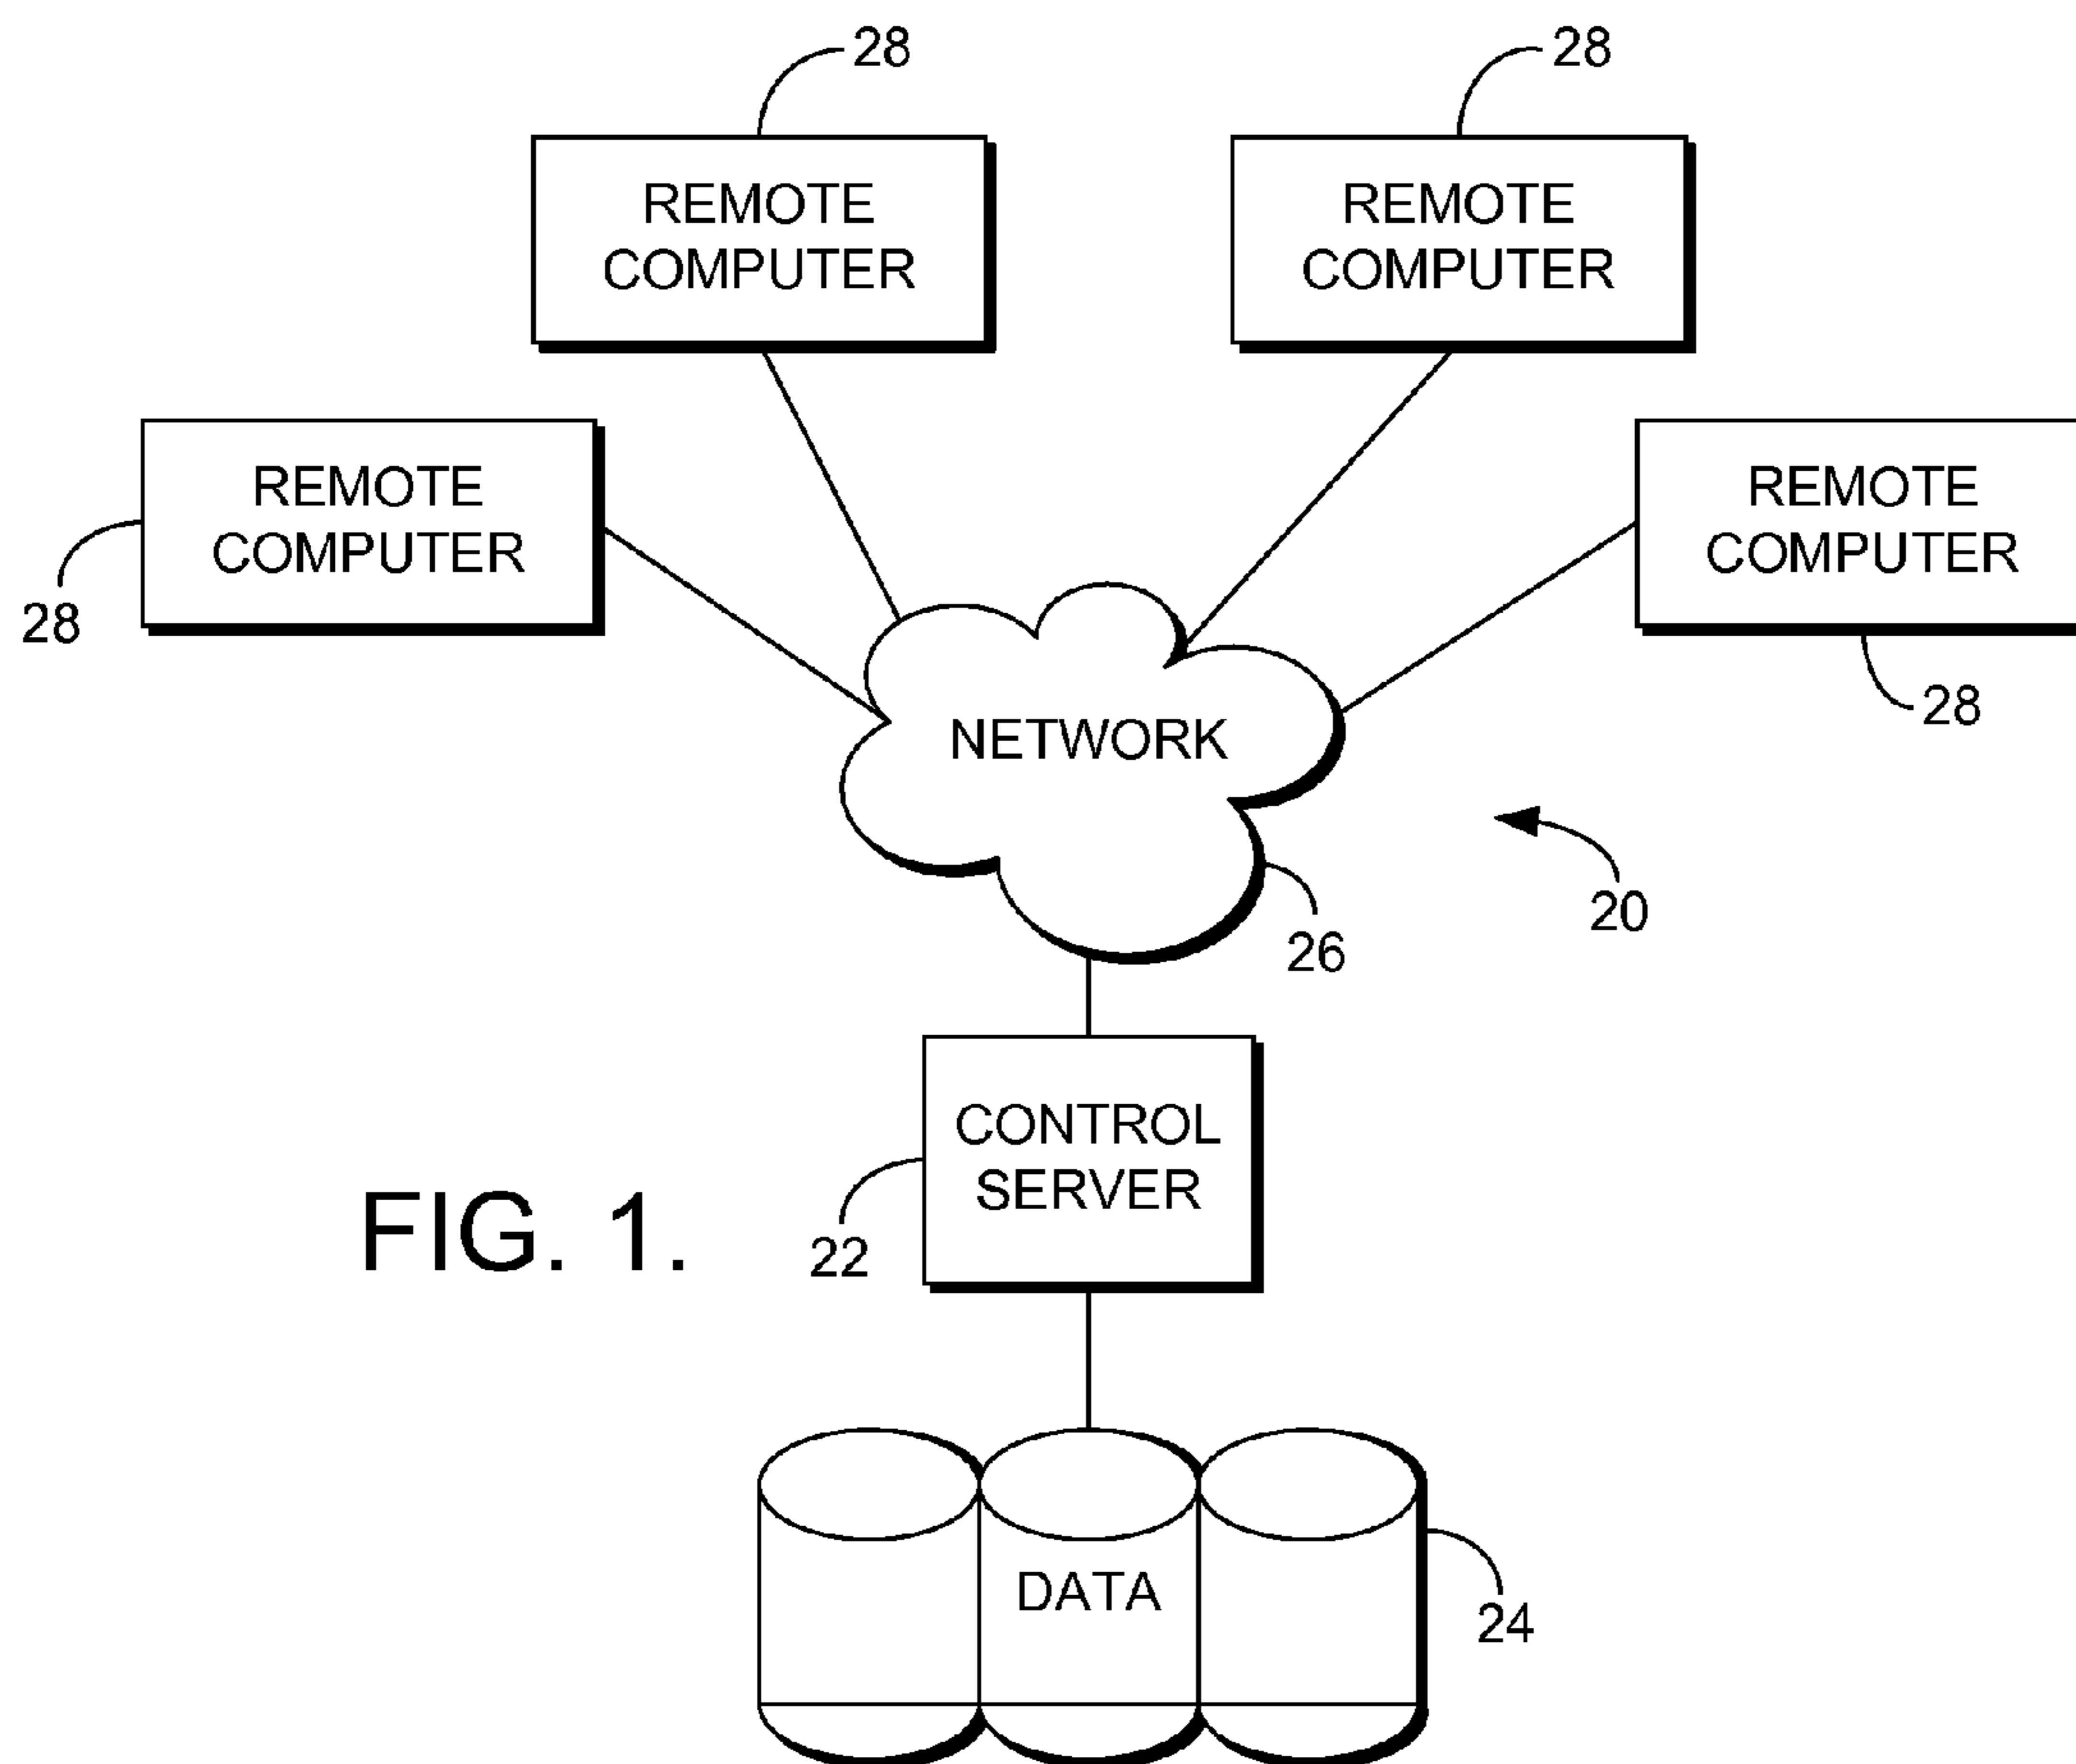 28
28
REMOTE
COMPUTER
REMOTE
COMPUTER
REMOTE
COMPUTER
REMOTE
COMPUTER
28
28
NETWORK
20
26
CONTROL
SERVER
22
FIG. 1.
DATA
24